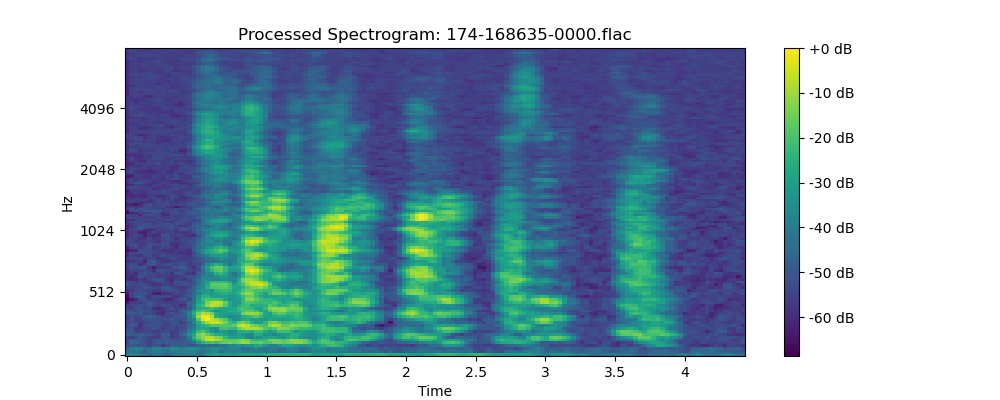 Processed Spectrogram: 174-168635-0000.flac
Hz
4096
2048
1024
512
0
0 0.5 1 1.5 2 2.5 3 3.5 4
Time
+0 dB
-10 dB
-20 dB
-30 dB
-40 dB
-50 dB
-60 dB